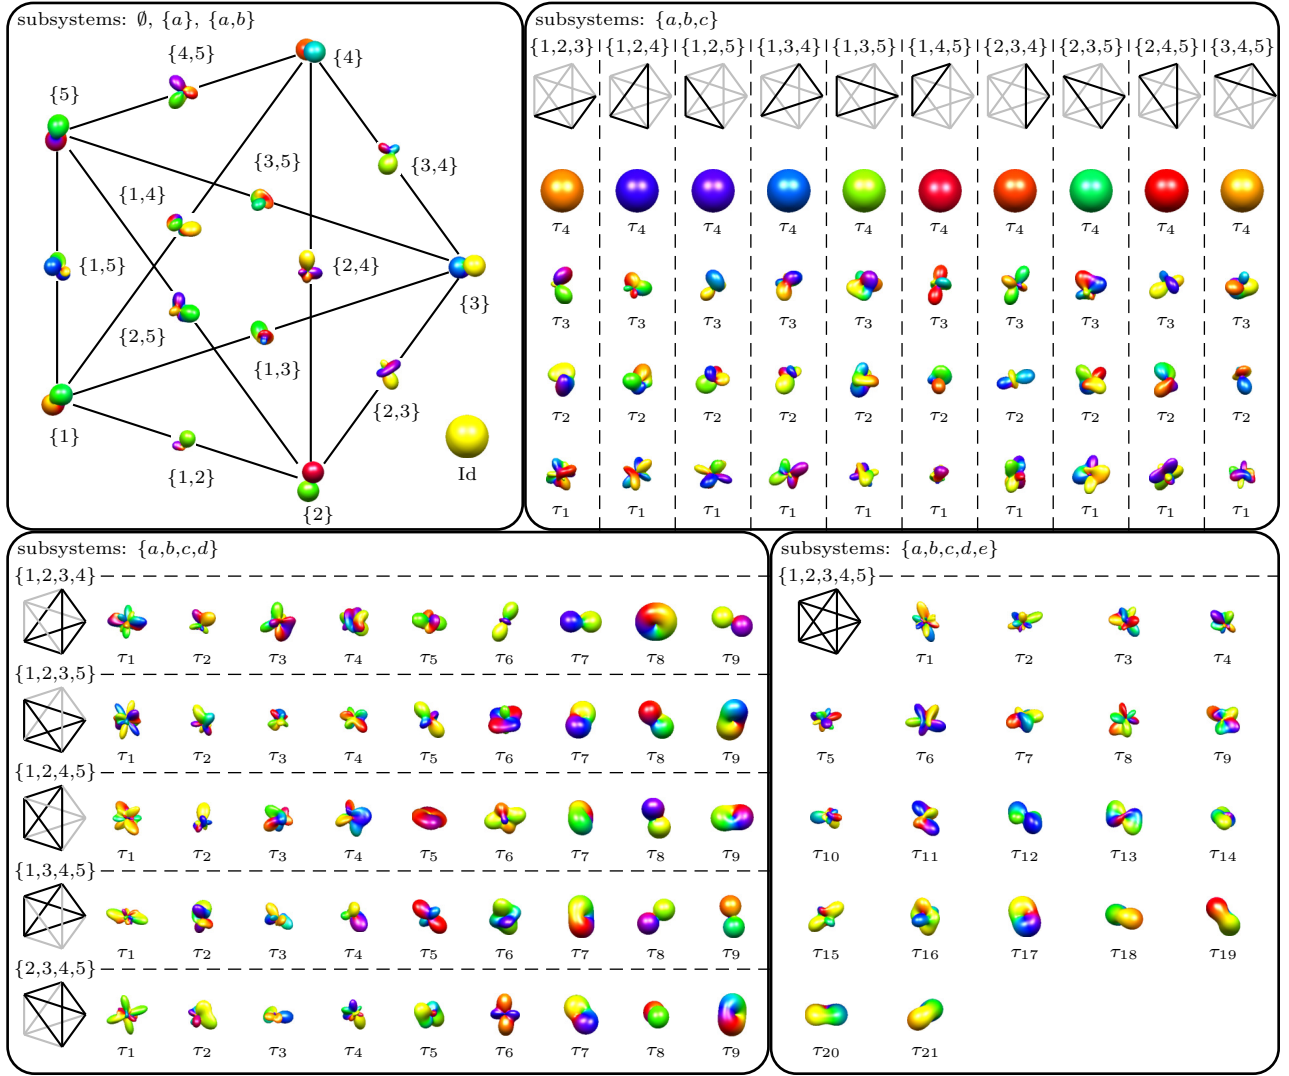 subsystems: ∅, {a}, {a,b}
{4,5}
{4}
{5}
{3,5}
{3,4}
{1,4}
{1,5}
{2,4}
{3}
{2,5}
{1,3}
{2,3}
{1}
{1,2}
Id
{2}
subsystems: {a,b,c}
{1,2,3} {1,2,4} {1,2,5} {1,3,4} {1,3,5} {1,4,5} {2,3,4} {2,3,5} {2,4,5} {3,4,5}
τ4 τ4 τ4 τ4 τ4 τ4 τ4 τ4 τ4 τ4
τ3 τ3 τ3 τ3 τ3 τ3 τ3 τ3 τ3 τ3
τ2 τ2 τ2 τ2 τ2 τ2 τ2 τ2 τ2 τ2
τ1 τ1 τ1 τ1 τ1 τ1 τ1 τ1 τ1 τ1
subsystems: {a,b,c,d}
{1,2,3,4}
τ1 τ2 τ3 τ4 τ5 τ6 τ7 τ8 τ9
{1,2,3,5}
τ1 τ2 τ3 τ4 τ5 τ6 τ7 τ8 τ9
{1,2,4,5}
τ1 τ2 τ3 τ4 τ5 τ6 τ7 τ8 τ9
{1,3,4,5}
τ1 τ2 τ3 τ4 τ5 τ6 τ7 τ8 τ9
{2,3,4,5}
τ1 τ2 τ3 τ4 τ5 τ6 τ7 τ8 τ9
subsystems: {a,b,c,d,e}
{1,2,3,4,5}
τ1 τ2 τ3 τ4
τ5 τ6 τ7 τ8 τ9
τ10 τ11 τ12 τ13 τ14
τ15 τ16 τ17 τ18 τ19
τ20 τ21